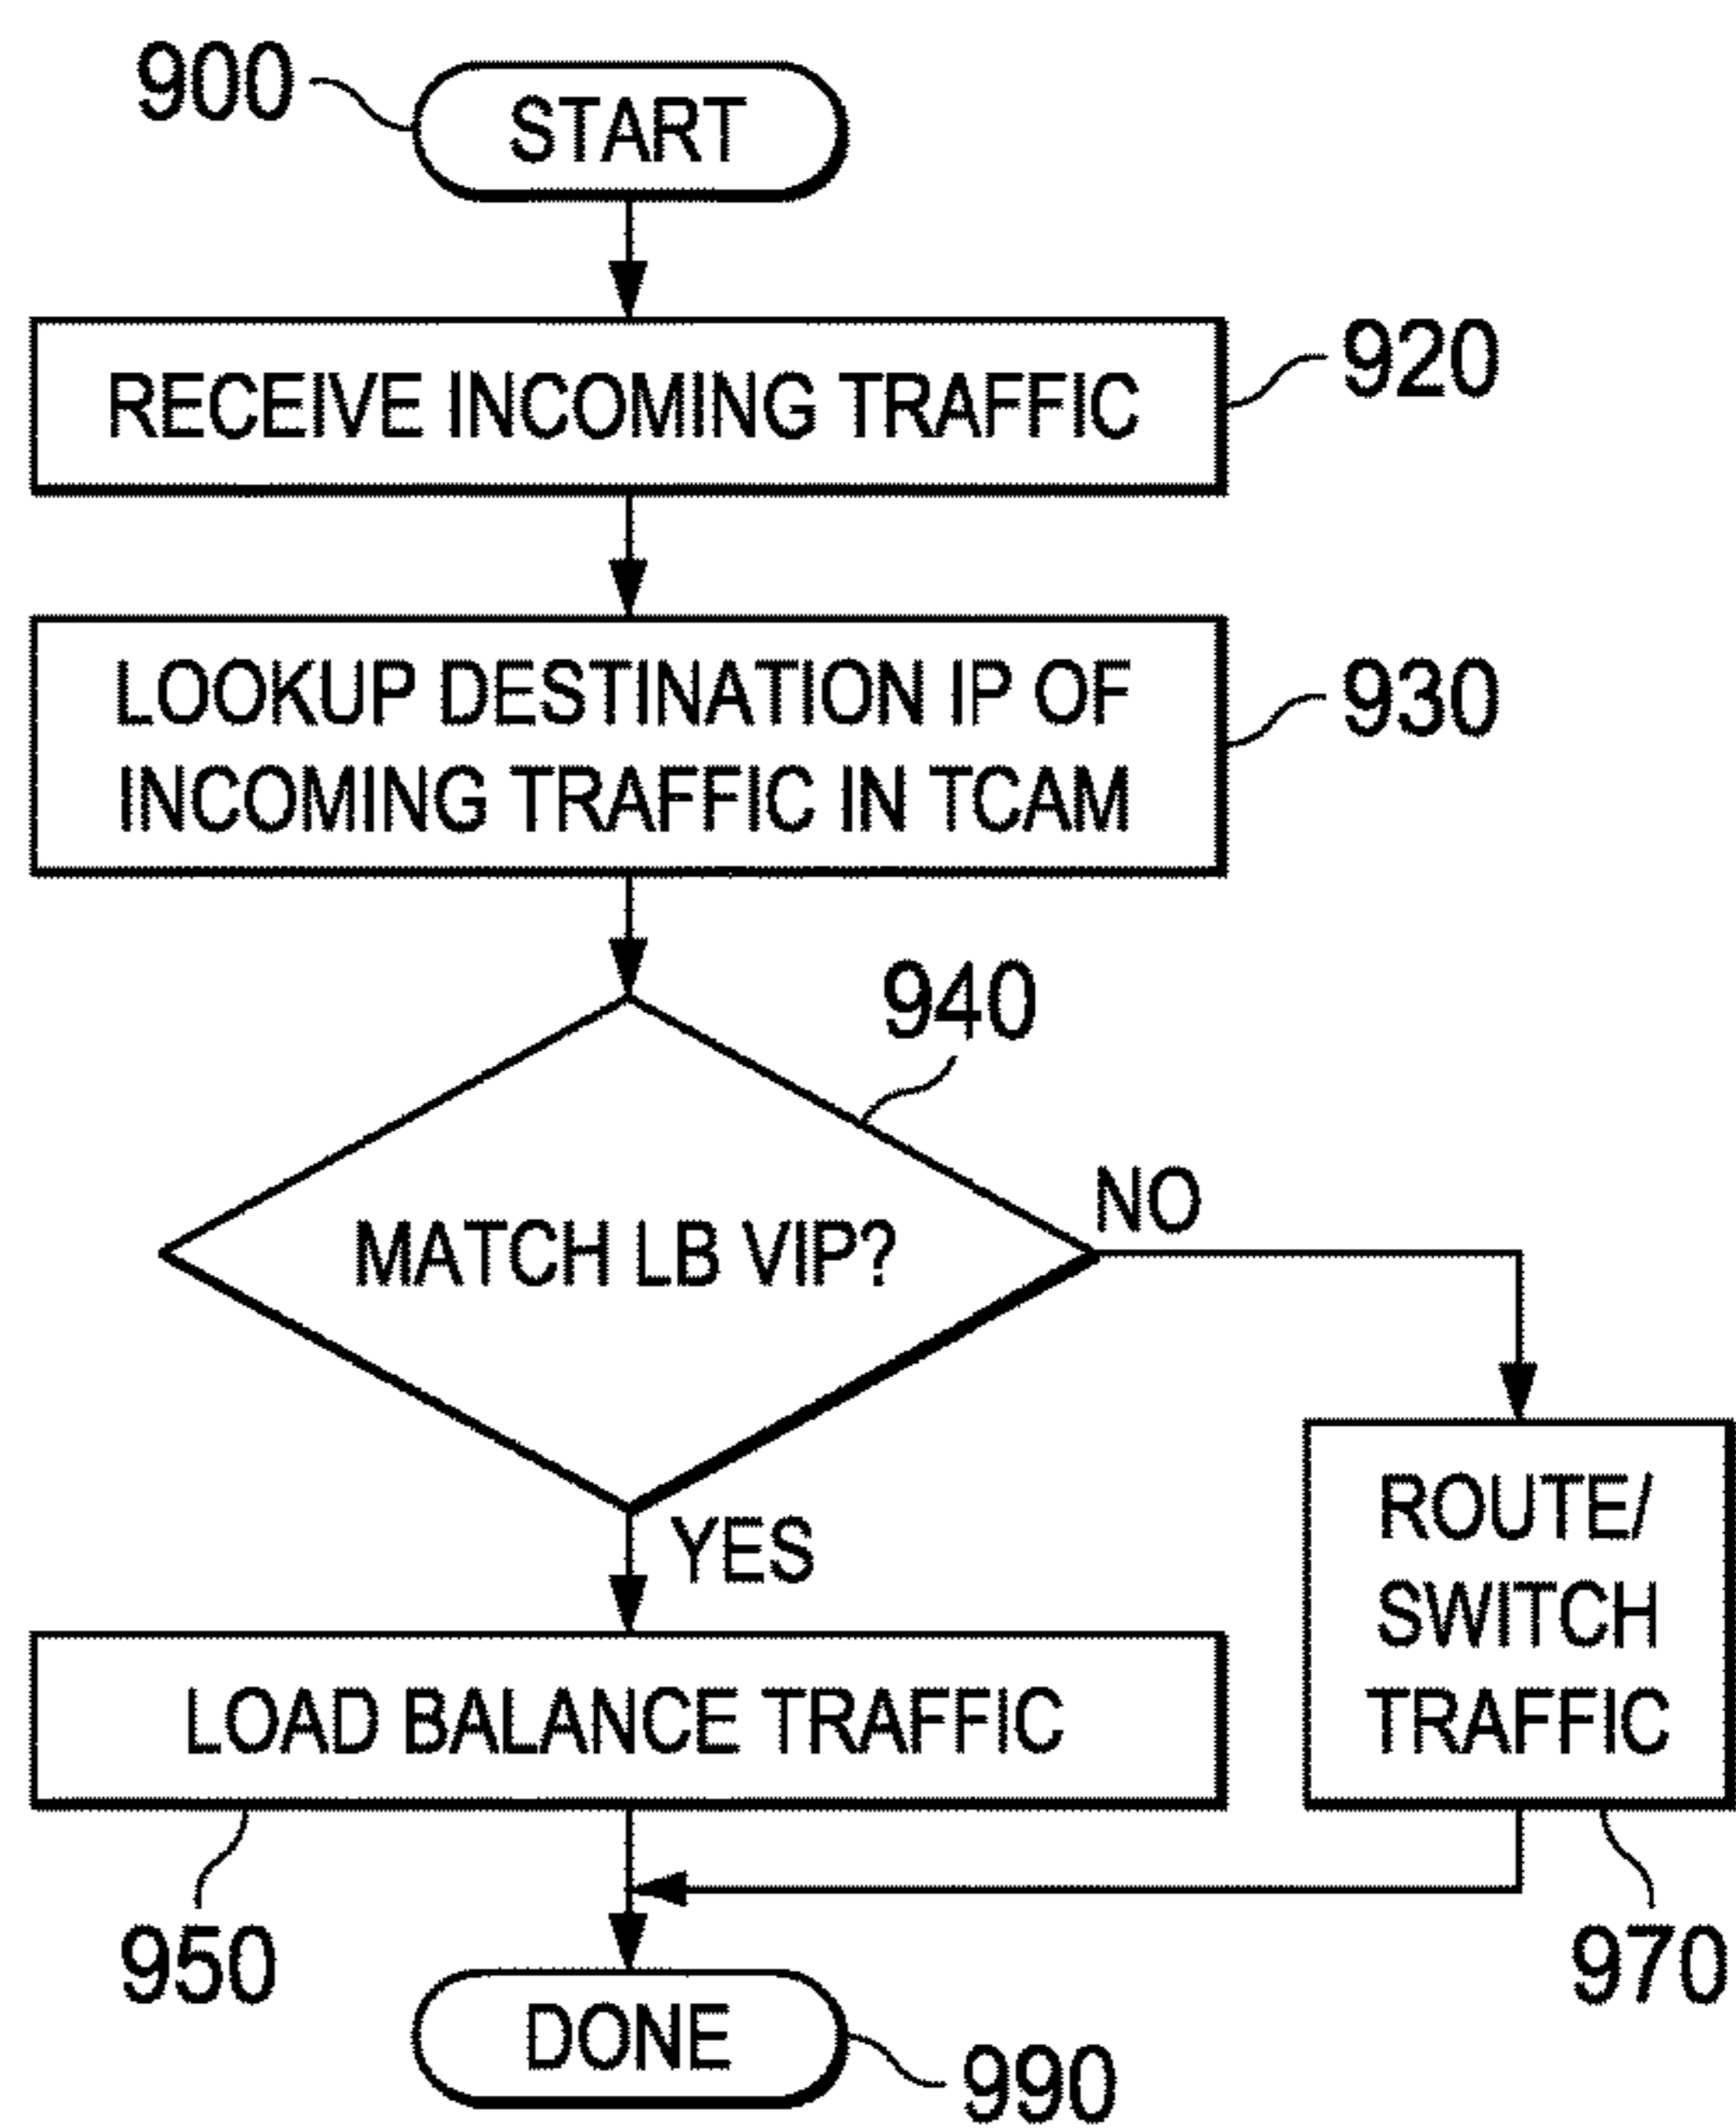 900
START
RECEIVE INCOMING TRAFFIC
920
LOOKUP DESTINATION IP OF
INCOMING TRAFFIC IN TCAM
930
940
MATCH LB VIP?
NO
YES
ROUTE/
SWITCH
TRAFFIC
LOAD BALANCE TRAFFIC
950
970
DONE
990